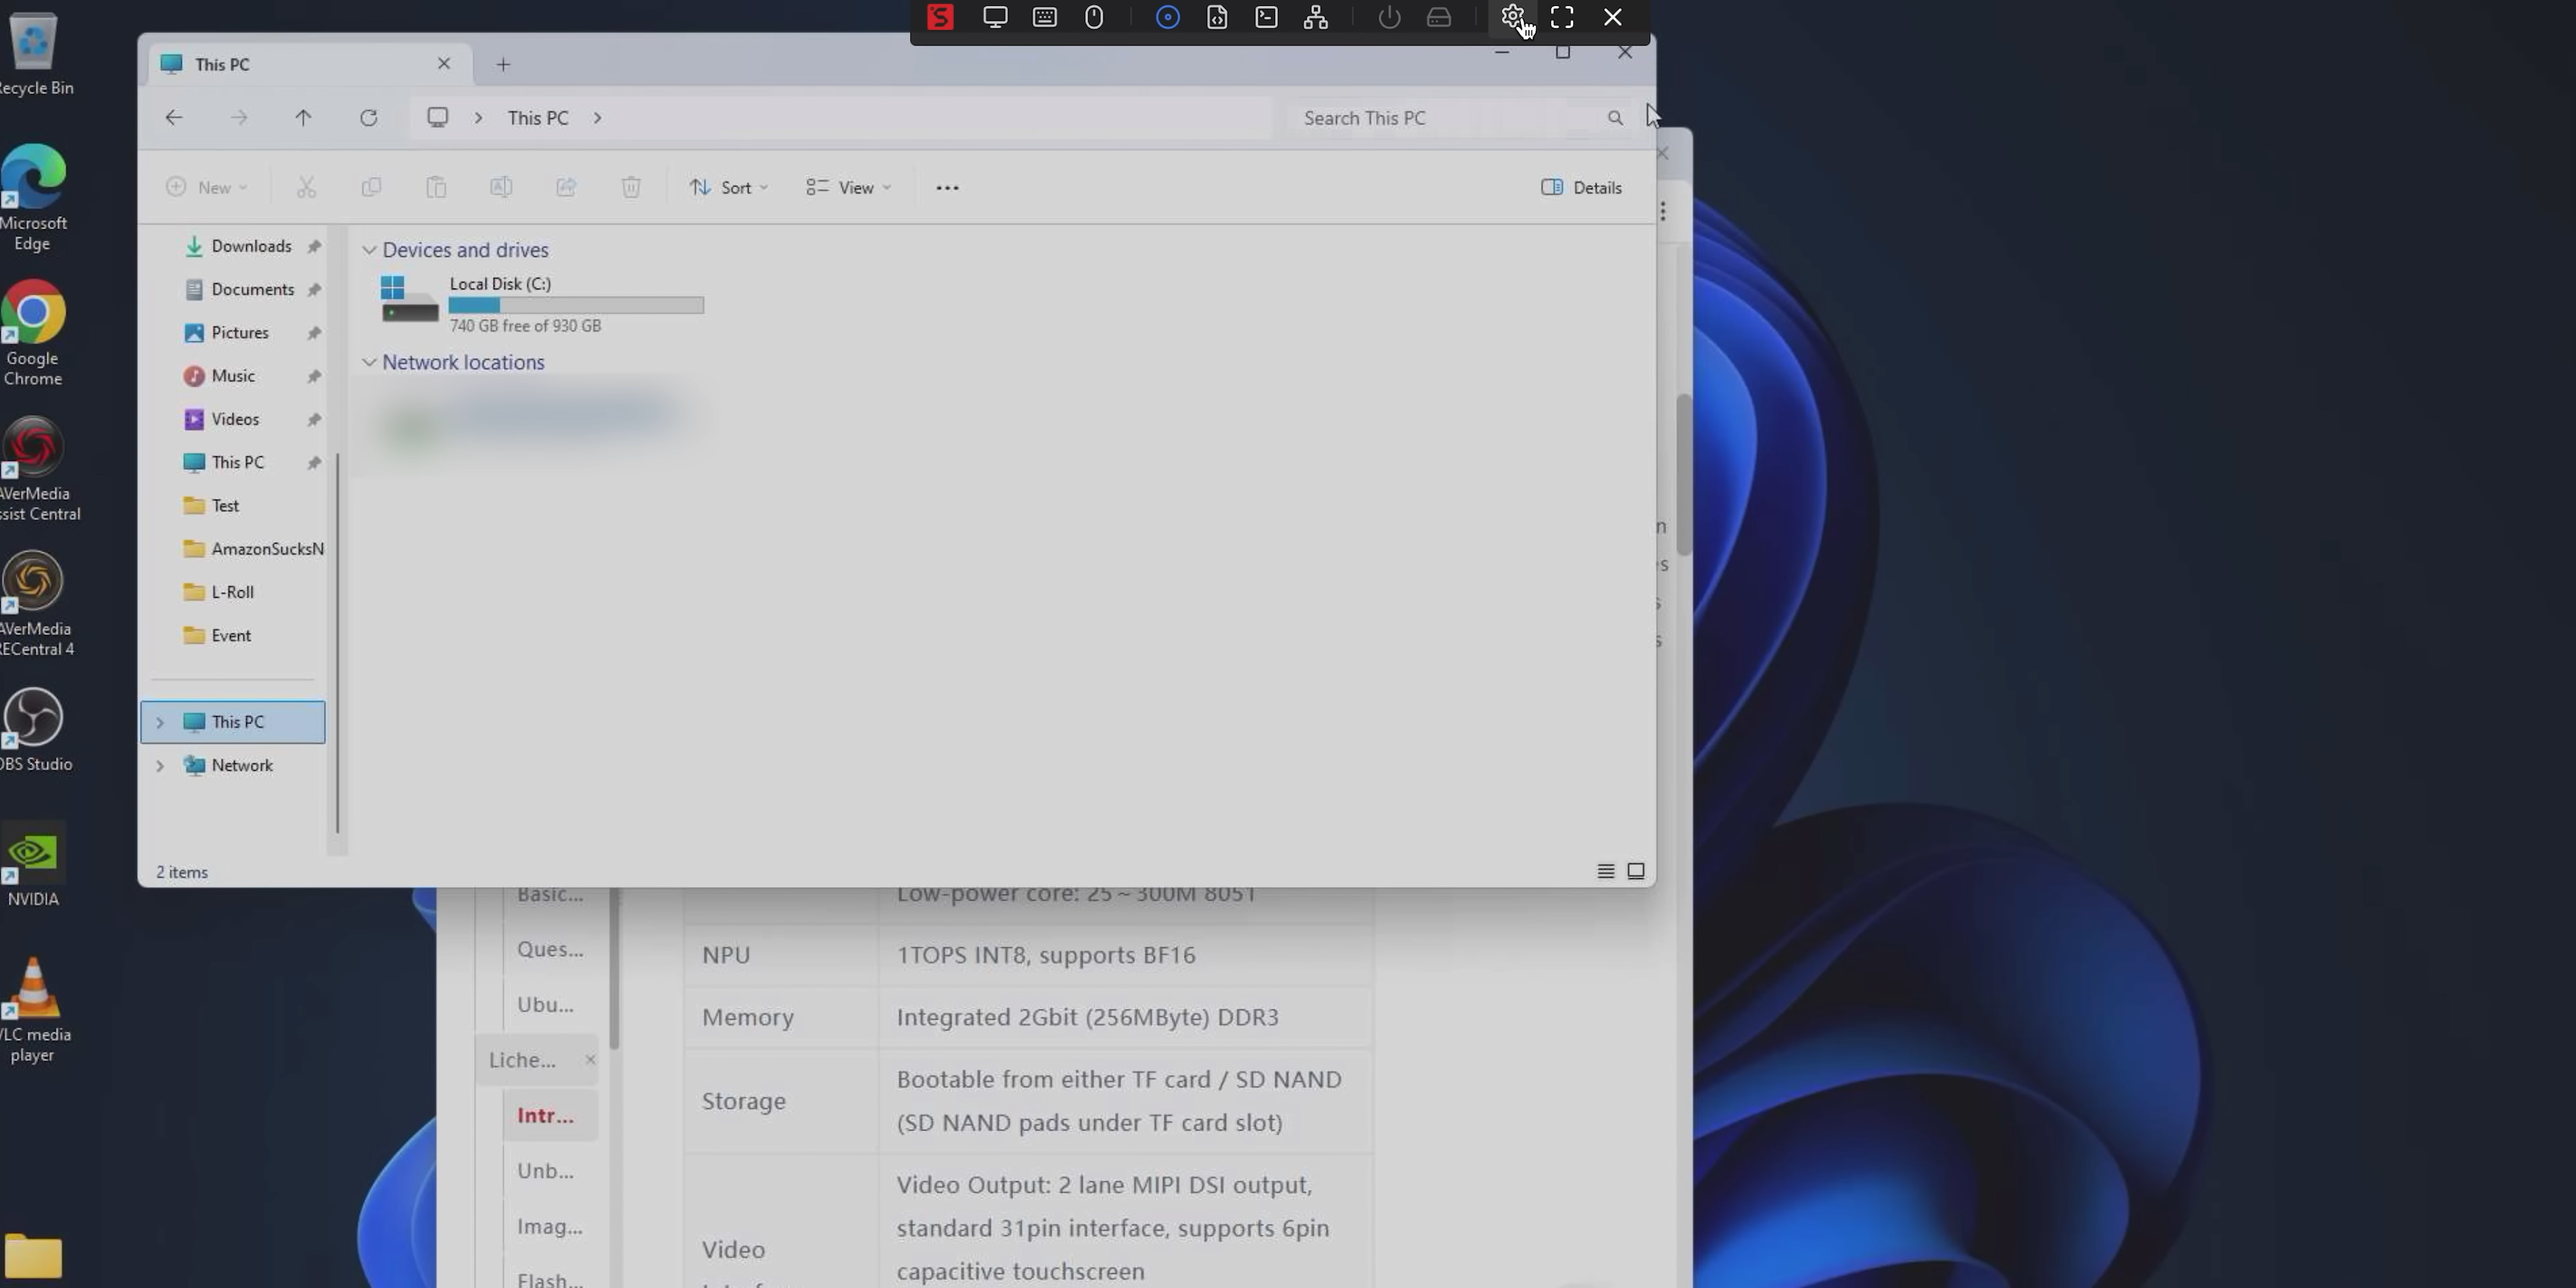 Recycle Bin
Microsoft
Edge
Google
Chrome
AVerMedia
Assist Central
AVerMedia
RECentral 4
OBS Studio
NVIDIA
VLC media
player
This PC
This PC
Search This PC
New
Sort
View
Details
Downloads
Documents
Pictures
Music
Videos
This PC
Test
AmazonSucksN
L-Roll
Event
This PC
Network
Devices and drives
Local Disk (C:)
740 GB free of 930 GB
Network locations
2 items
n
s
s
s
Basic...
Ques...
Ubu...
Liche...
Intr...
Unb...
Imag...
Flash...
Low-power core: 25~300M 8051
NPU
1TOPS INT8, supports BF16
Memory
Integrated 2Gbit (256MByte) DDR3
Storage
Bootable from either TF card / SD NAND
(SD NAND pads under TF card slot)
Video
Video Output: 2 lane MIPI DSI output,
standard 31pin interface, supports 6pin
capacitive touchscreen